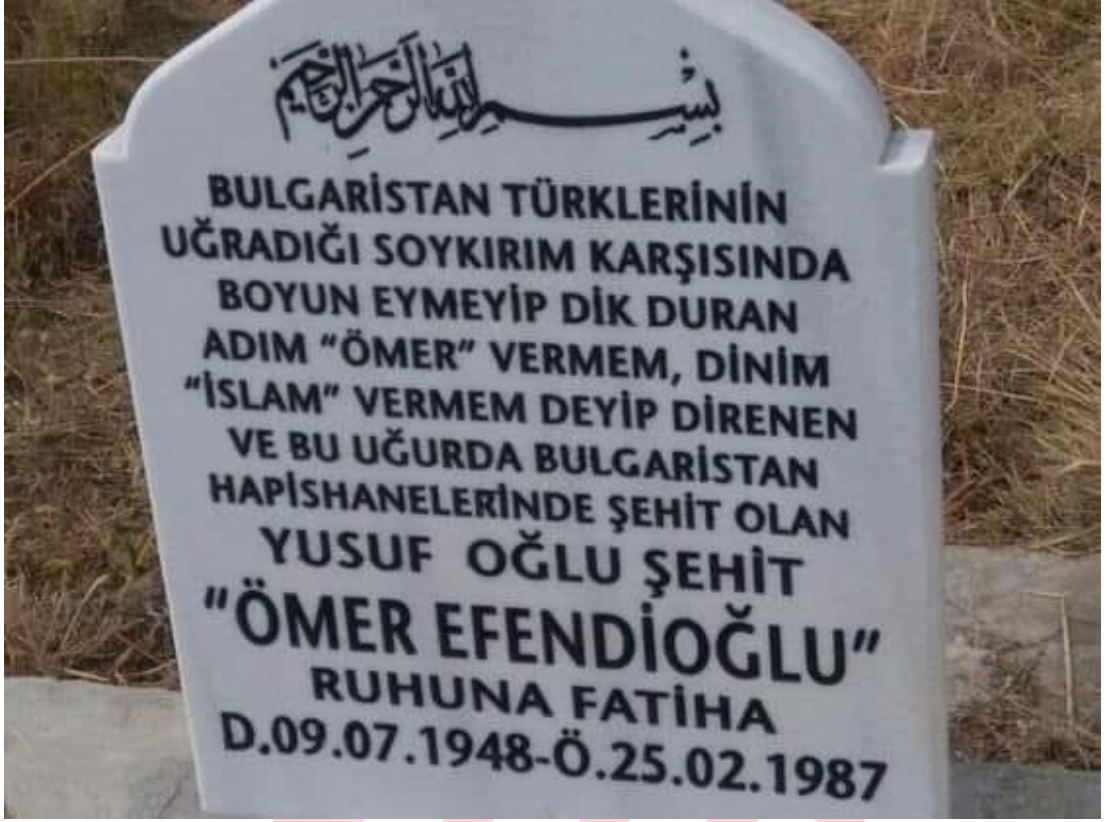 بسم الله الرحمن الرحيم
BULGARİSTAN TÜRKLERİNİN
UĞRADIĞI SOYKIRIM KARŞISINDA
BOYUN EYMEYİP DİK DURAN
ADIM “ÖMER” VERMEM, DİNİM
“İSLAM” VERMEM DEYİP DİRENEN
VE BU UĞURDA BULGARİSTAN
HAPİSHANELERİNDE ŞEHİT OLAN
YUSUF OĞLU ŞEHİT
“ÖMER EFENDİOĞLU”
RUHUNA FATİHA
D.09.07.1948-Ö.25.02.1987